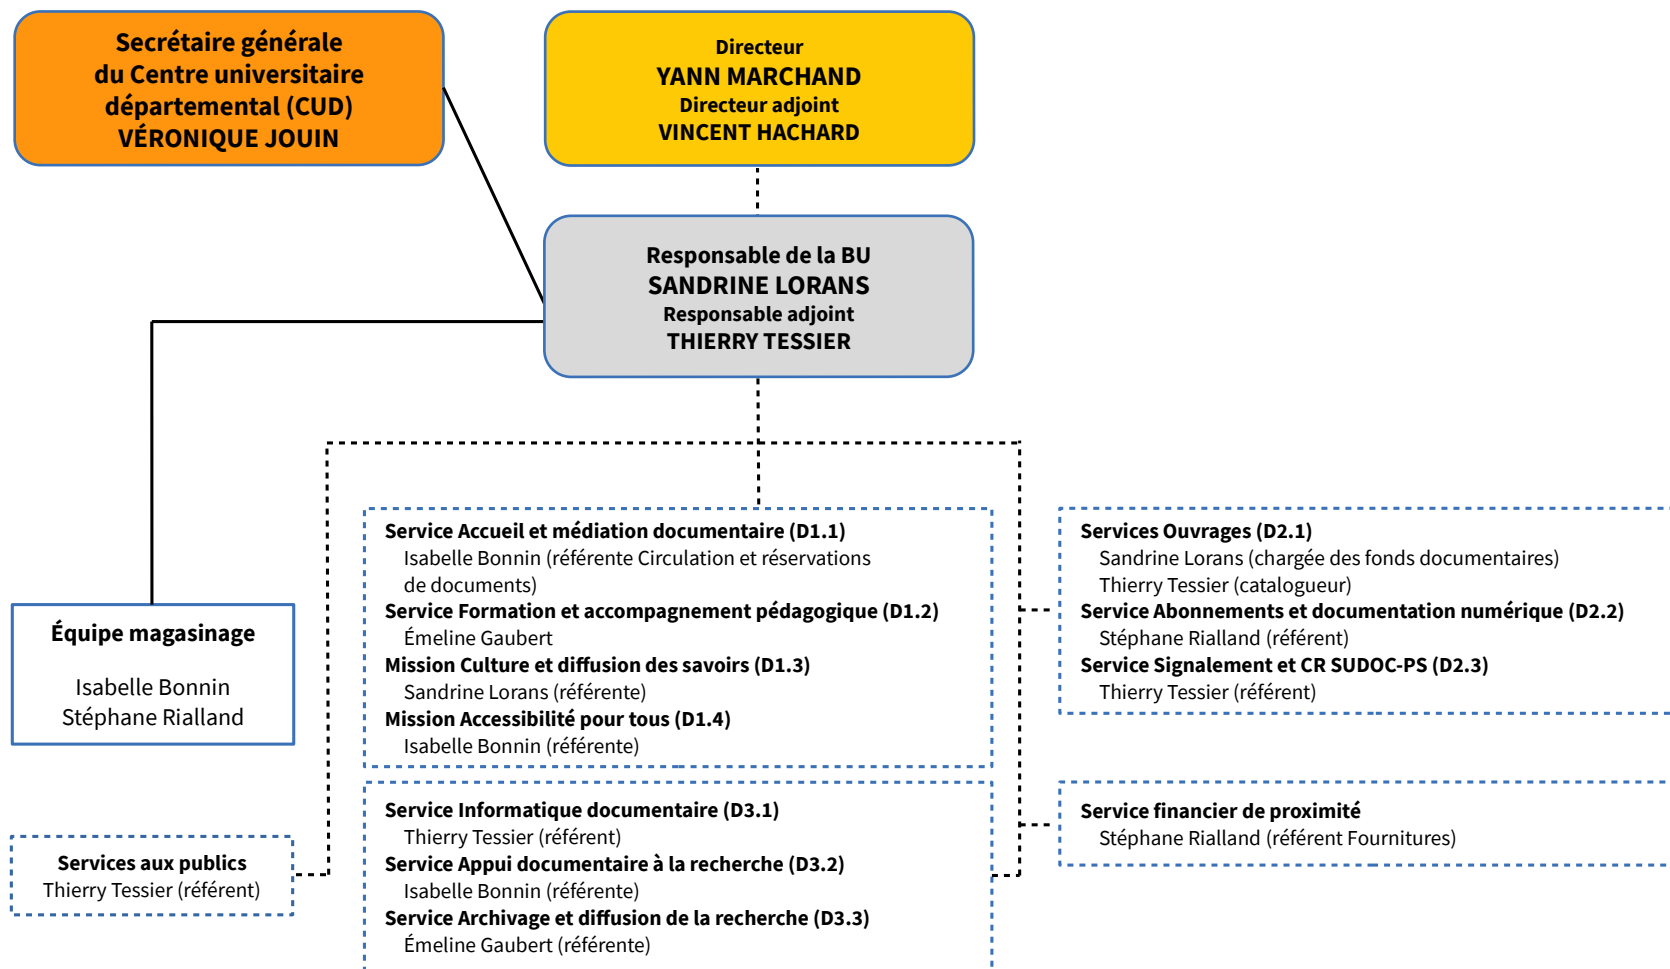 Secrétaire générale
du Centre universitaire
départemental (CUD)
VÉRONIQUE JOUIN
Directeur
YANN MARCHAND
Directeur adjoint
VINCENT HACHARD
Responsable de la BU
SANDRINE LORANS
Responsable adjoint
THIERRY TESSIER
Équipe magasinage
Isabelle Bonnin
Stéphane Rialland
Services aux publics
Thierry Tessier (référent)
Service Accueil et médiation documentaire (D1.1)
Isabelle Bonnin (référente Circulation et réservations
de documents)
Service Formation et accompagnement pédagogique (D1.2)
Émeline Gaubert
Mission Culture et diffusion des savoirs (D1.3)
Sandrine Lorans (référente)
Mission Accessibilité pour tous (D1.4)
Isabelle Bonnin (référente)
Service Informatique documentaire (D3.1)
Thierry Tessier (référent)
Service Appui documentaire à la recherche (D3.2)
Isabelle Bonnin (référente)
Service Archivage et diffusion de la recherche (D3.3)
Émeline Gaubert (référente)
Services Ouvrages (D2.1)
Sandrine Lorans (chargée des fonds documentaires)
Thierry Tessier (catalogueur)
Service Abonnements et documentation numérique (D2.2)
Stéphane Rialland (référent)
Service Signalement et CR SUDOC-PS (D2.3)
Thierry Tessier (référent)
Service financier de proximité
Stéphane Rialland (référent Fournitures)